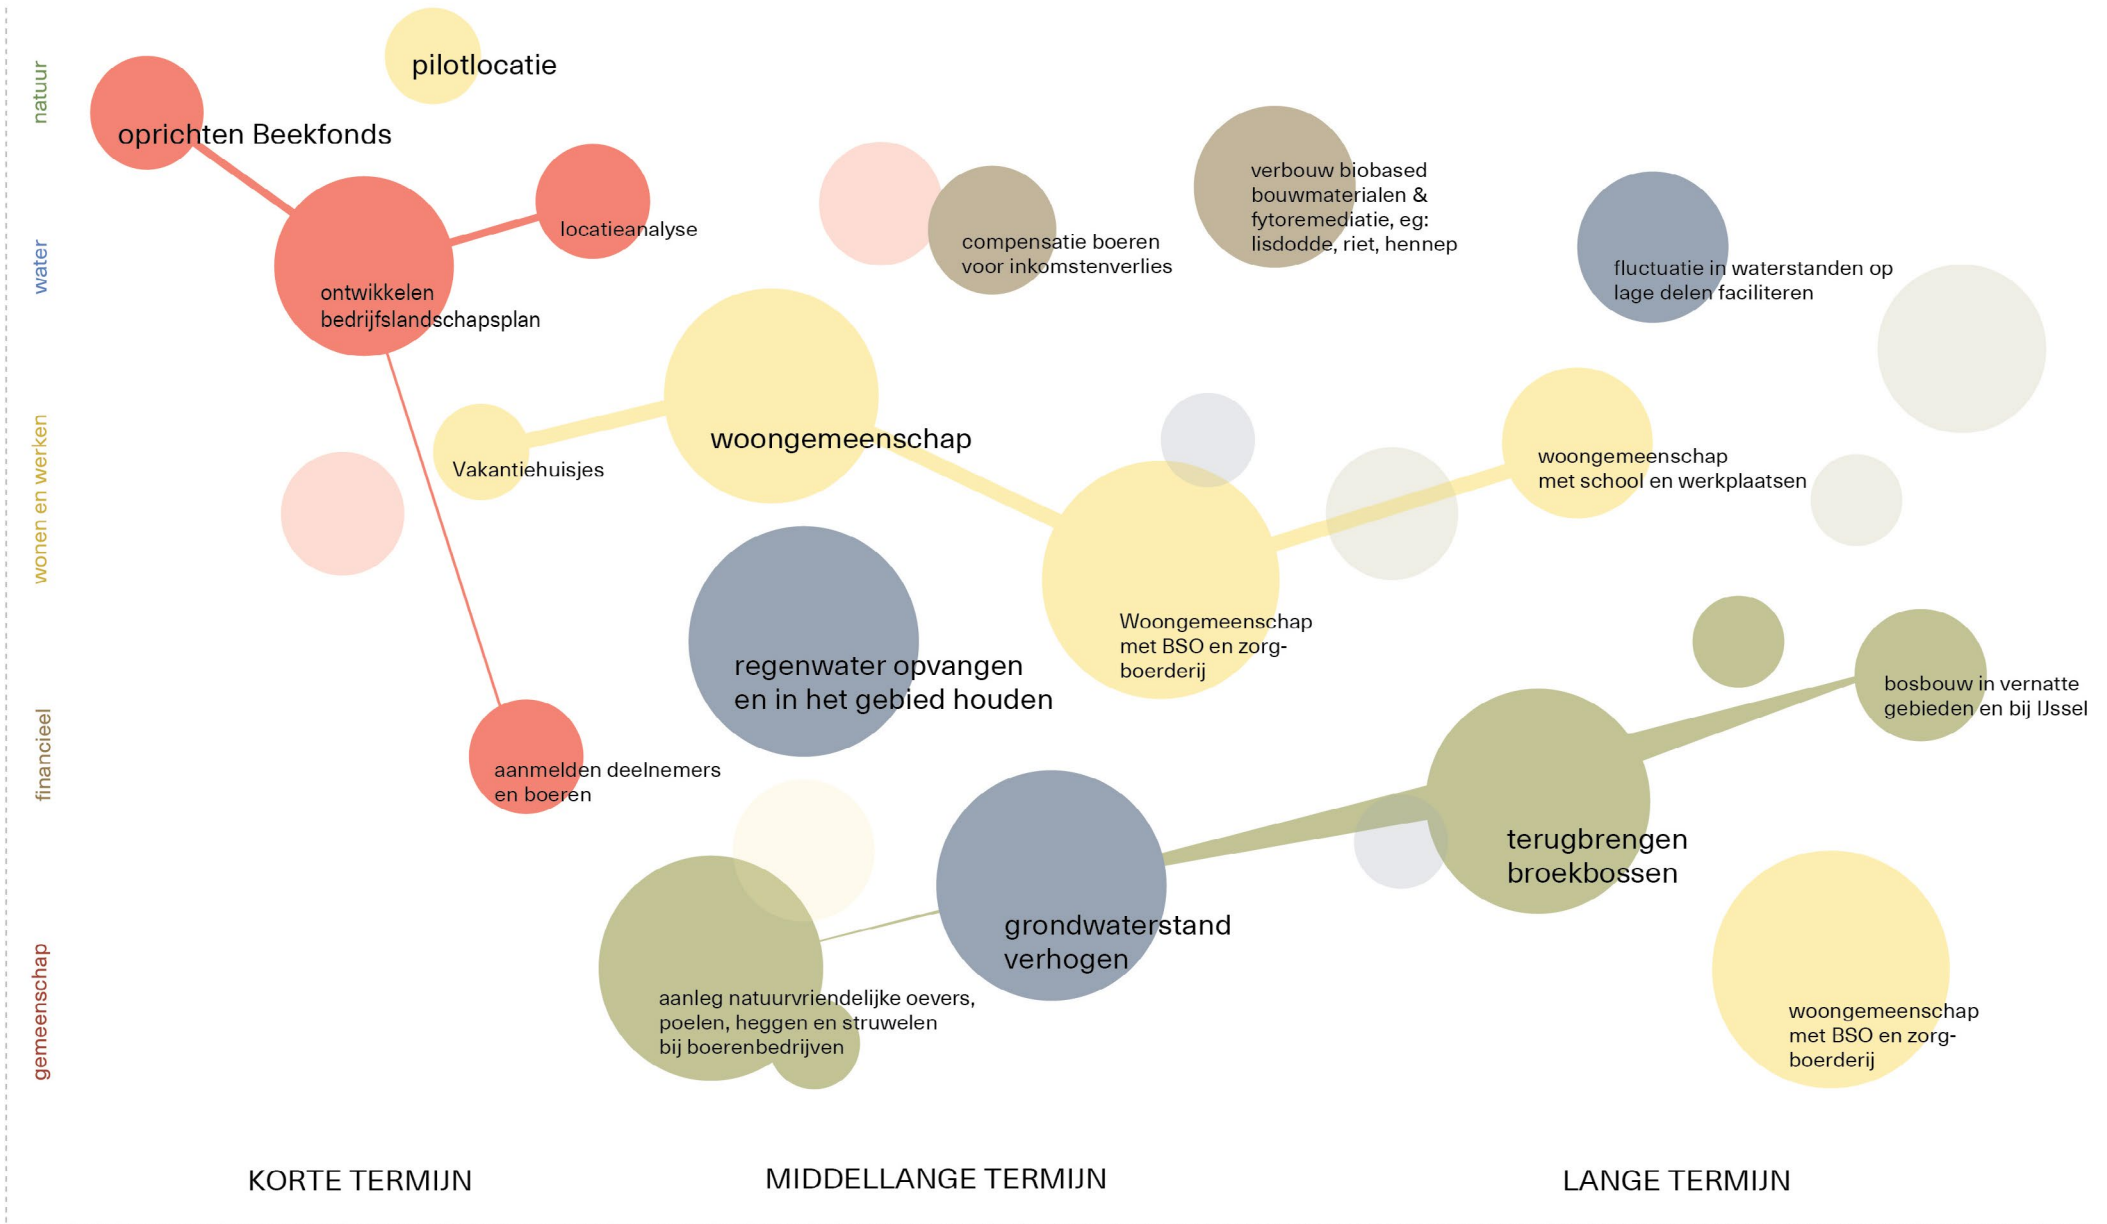 natuur
water
wonen en werken
financieel
gemeenschap
pilotlocatie
oprichten Beekfonds
locatieanalyse
ontwikkelen
bedrijfslandschapsplan
compensatie boeren
voor inkomstenverlies
verbouw biobased
bouwmaterialen &
fytoremediatie, eg:
lisdodde, riet, hennep
fluctuatie in waterstanden op
lage delen faciliteren
Vakantiehuisjes
woongemeenschap
woongemeenschap
met school en werkplaatsen
Woongemeenschap
met BSO en zorg-
boerderij
regenwater opvangen
en in het gebied houden
bosbouw in vernatte
gebieden en bij IJssel
aanmelden deelnemers
en boeren
terugbrengen
broekbossen
grondwaterstand
verhogen
aanleg natuurvriendelijke oevers,
poelen, heggen en struwelen
bij boerenbedrijven
woongemeenschap
met BSO en zorg-
boerderij
KORTE TERMIJN
MIDDELLANGE TERMIJN
LANGE TERMIJN